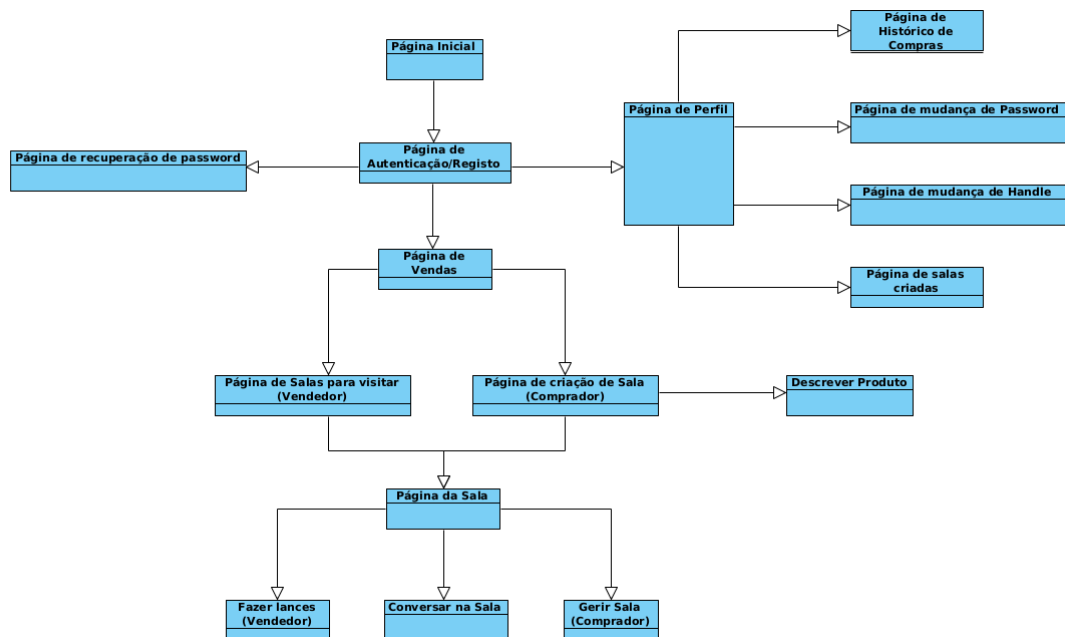 Página Inicial
Página de
Histórico de
Compras
Página de Perfil
Página de mudança de Password
Página de recuperação de password
Página de
Autenticação/Registo
Página de mudança de Handle
Página de
Vendas
Página de salas
criadas
Página de Salas para visitar
(Vendedor)
Página de criação de Sala
(Comprador)
Descrever Produto
Página da Sala
Fazer lances
(Vendedor)
Conversar na Sala
Gerir Sala
(Comprador)